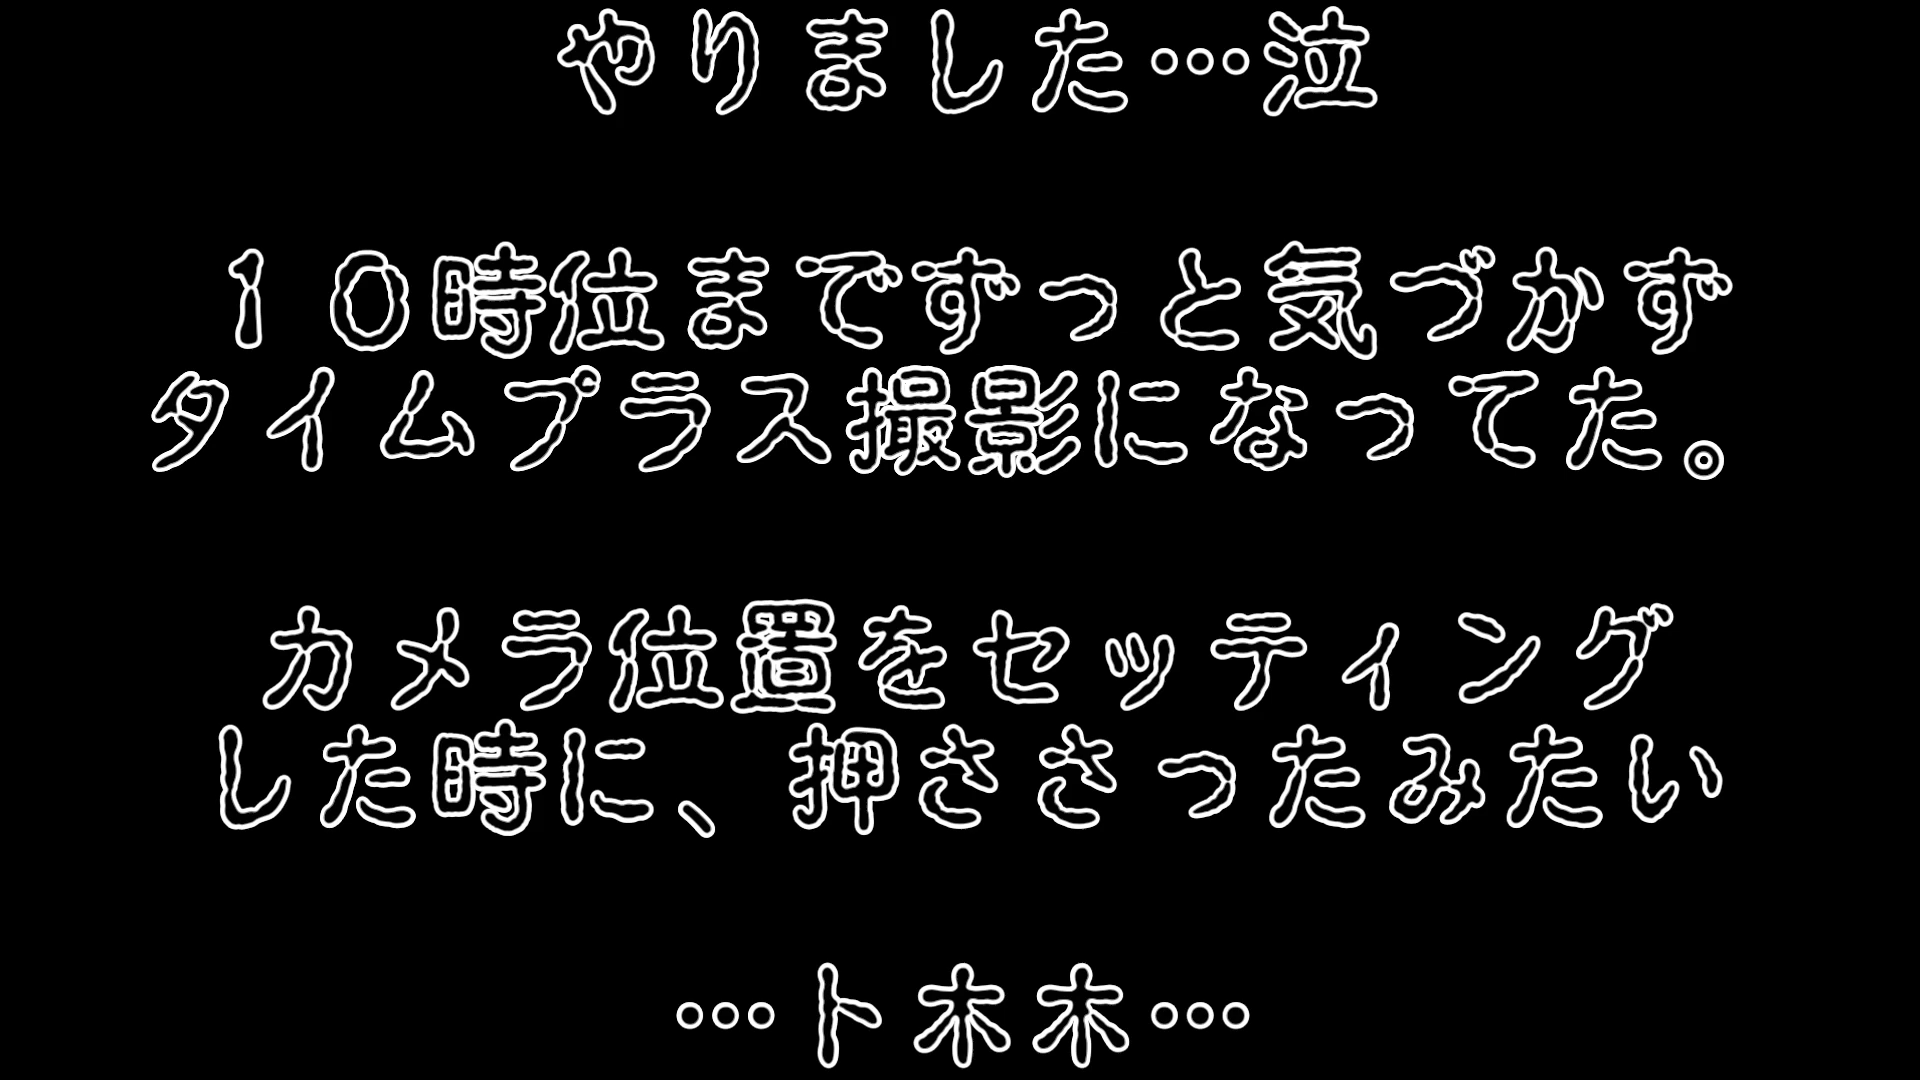 やりました…泣
１０時位までずっと気づかず
タイムプラス撮影になってた。
カメラ位置をセッティング
した時に、押ささったみたい
…トホホ…